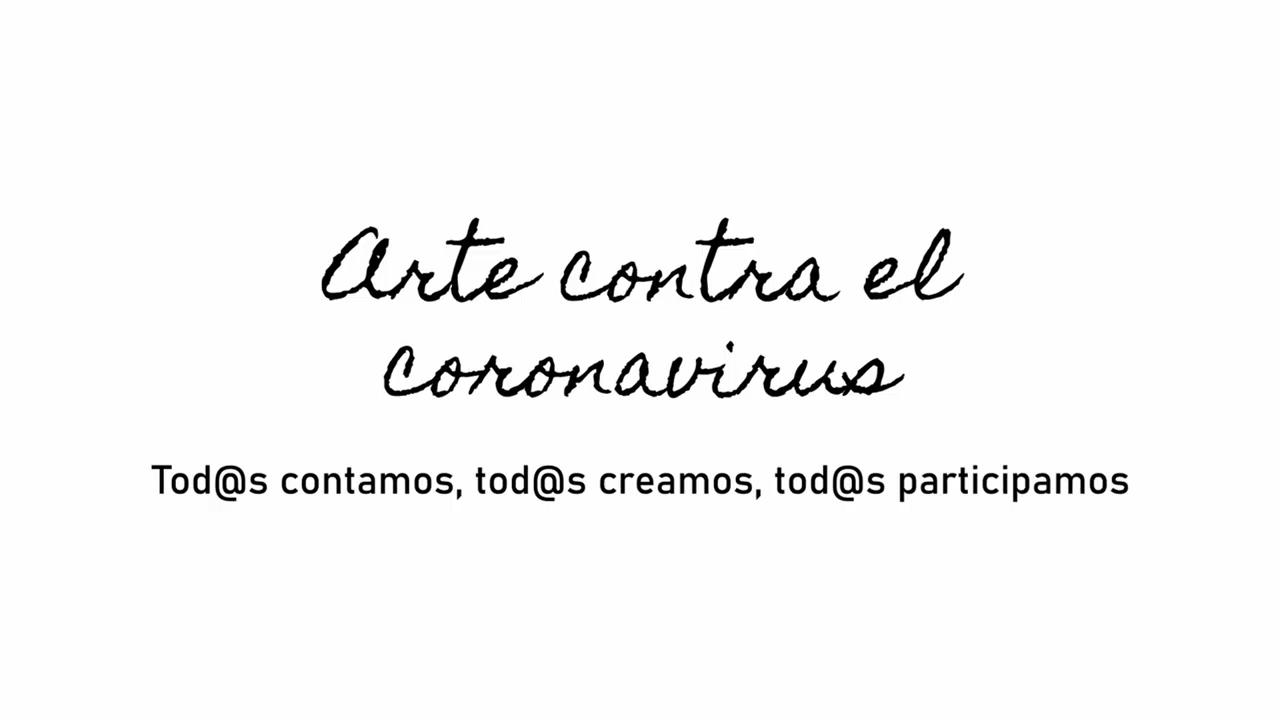 Arte contra el
coronavirus
Tod@s contamos, tod@s creamos, tod@s participamos